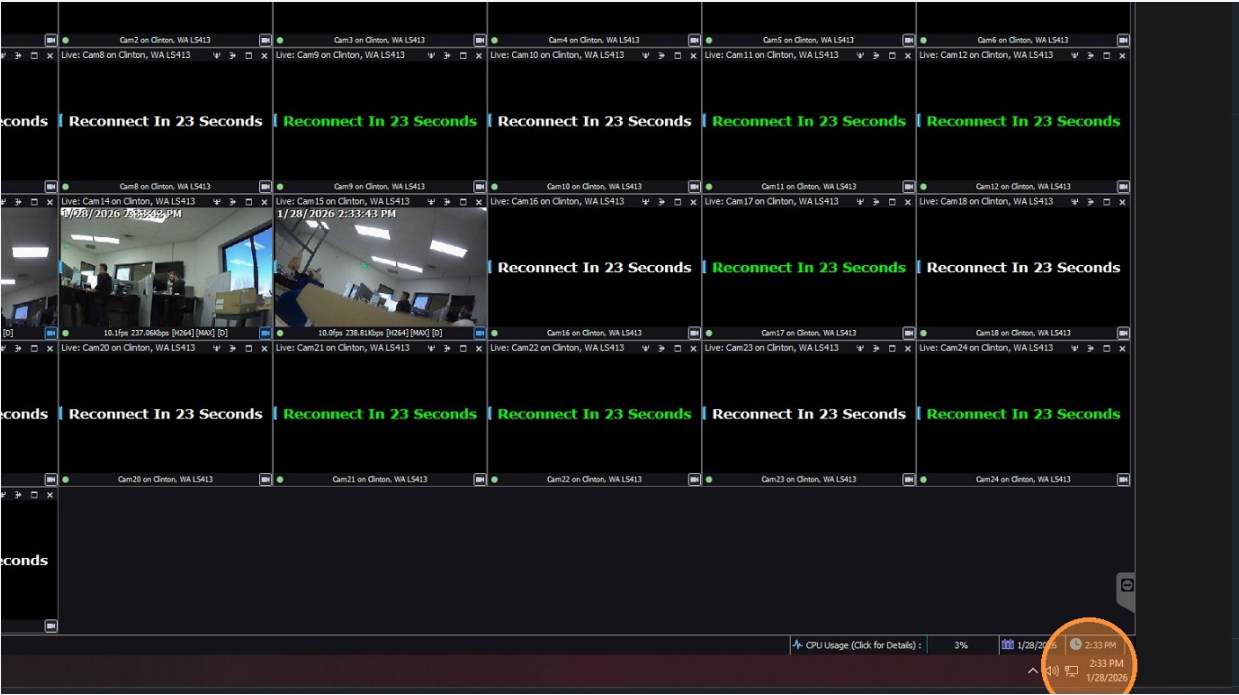 Cam2 on Clinton, WA LS413 Cam3 on Clinton, WA LS413 Cam4 on Clinton, WA LS413 Cam5 on Clinton, WA LS413 Cam6 on Clinton, WA LS413
Live: Cam8 on Clinton, WA LS413 Live: Cam9 on Clinton, WA LS413 Live: Cam10 on Clinton, WA LS413 Live: Cam11 on Clinton, WA LS413 Live: Cam12 on Clinton, WA LS413
econds [ Reconnect In 23 Seconds [ Reconnect In 23 Seconds [ Reconnect In 23 Seconds [ Reconnect In 23 Seconds [ Reconnect In 23 Seconds
Cam8 on Clinton, WA LS413 Cam9 on Clinton, WA LS413 Cam10 on Clinton, WA LS413 Cam11 on Clinton, WA LS413 Cam12 on Clinton, WA LS413
Live: Cam14 on Clinton, WA LS413 Live: Cam15 on Clinton, WA LS413 Live: Cam16 on Clinton, WA LS413 Live: Cam17 on Clinton, WA LS413 Live: Cam18 on Clinton, WA LS413
1/28/2026 2:33:43 PM 1/28/2026 2:33:43 PM
[ Reconnect In 23 Seconds [ Reconnect In 23 Seconds [ Reconnect In 23 Seconds
[D] 10.1fps 237.06Kbps [H264] [MAX] [D] 10.0fps 238.81Kbps [H264] [MAX] [D] Cam16 on Clinton, WA LS413 Cam17 on Clinton, WA LS413 Cam18 on Clinton, WA LS413
Live: Cam20 on Clinton, WA LS413 Live: Cam21 on Clinton, WA LS413 Live: Cam22 on Clinton, WA LS413 Live: Cam23 on Clinton, WA LS413 Live: Cam24 on Clinton, WA LS413
econds [ Reconnect In 23 Seconds [ Reconnect In 23 Seconds [ Reconnect In 23 Seconds [ Reconnect In 23 Seconds [ Reconnect In 23 Seconds
Cam20 on Clinton, WA LS413 Cam21 on Clinton, WA LS413 Cam22 on Clinton, WA LS413 Cam23 on Clinton, WA LS413 Cam24 on Clinton, WA LS413
econds
CPU Usage (Click for Details) : 3% 1/28/2026 2:33 PM
2:33 PM
1/28/2026